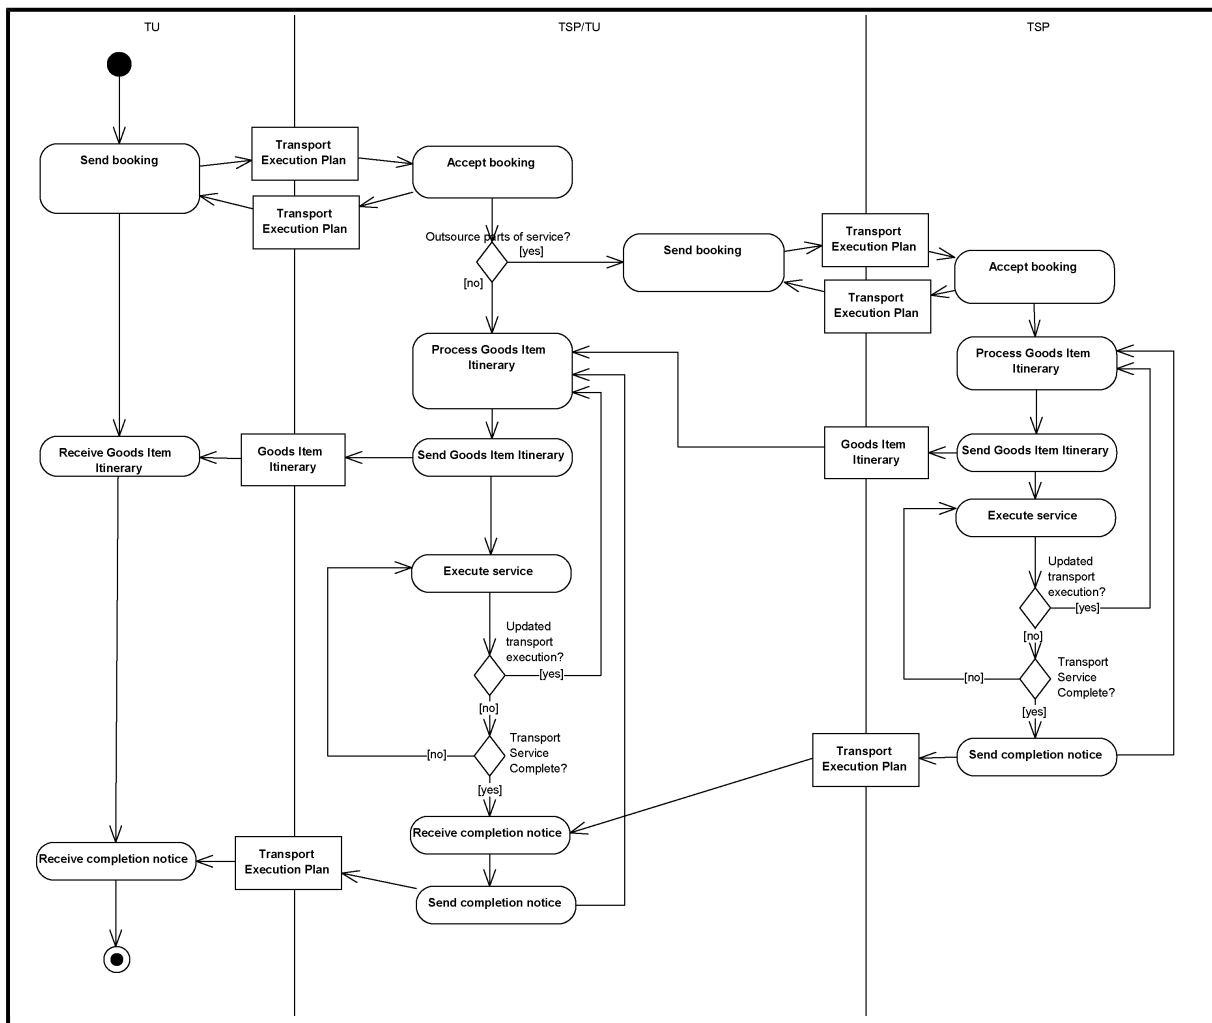 TU
TSP/TU
TSP
Transport
Execution Plan
Send booking
Accept booking
Transport
Execution Plan
Outsource parts of service?
[yes]
[no]
Send booking
Transport
Execution Plan
Accept booking
Transport
Execution Plan
Process Goods Item
Itinerary
Process Goods Item
Itinerary
Receive Goods Item
Itinerary
Goods Item
Itinerary
Send Goods Item Itinerary
Goods Item
Itinerary
Send Goods Item Itinerary
Execute service
Execute service
Updated
transport
execution?
[yes]
[no]
Transport
Service
Complete?
[no]
[yes]
Updated
transport
execution?
[yes]
[no]
Transport
Service
Complete?
[no]
[yes]
Transport
Execution Plan
Send completion notice
Receive completion notice
Receive completion notice
Transport
Execution Plan
Send completion notice